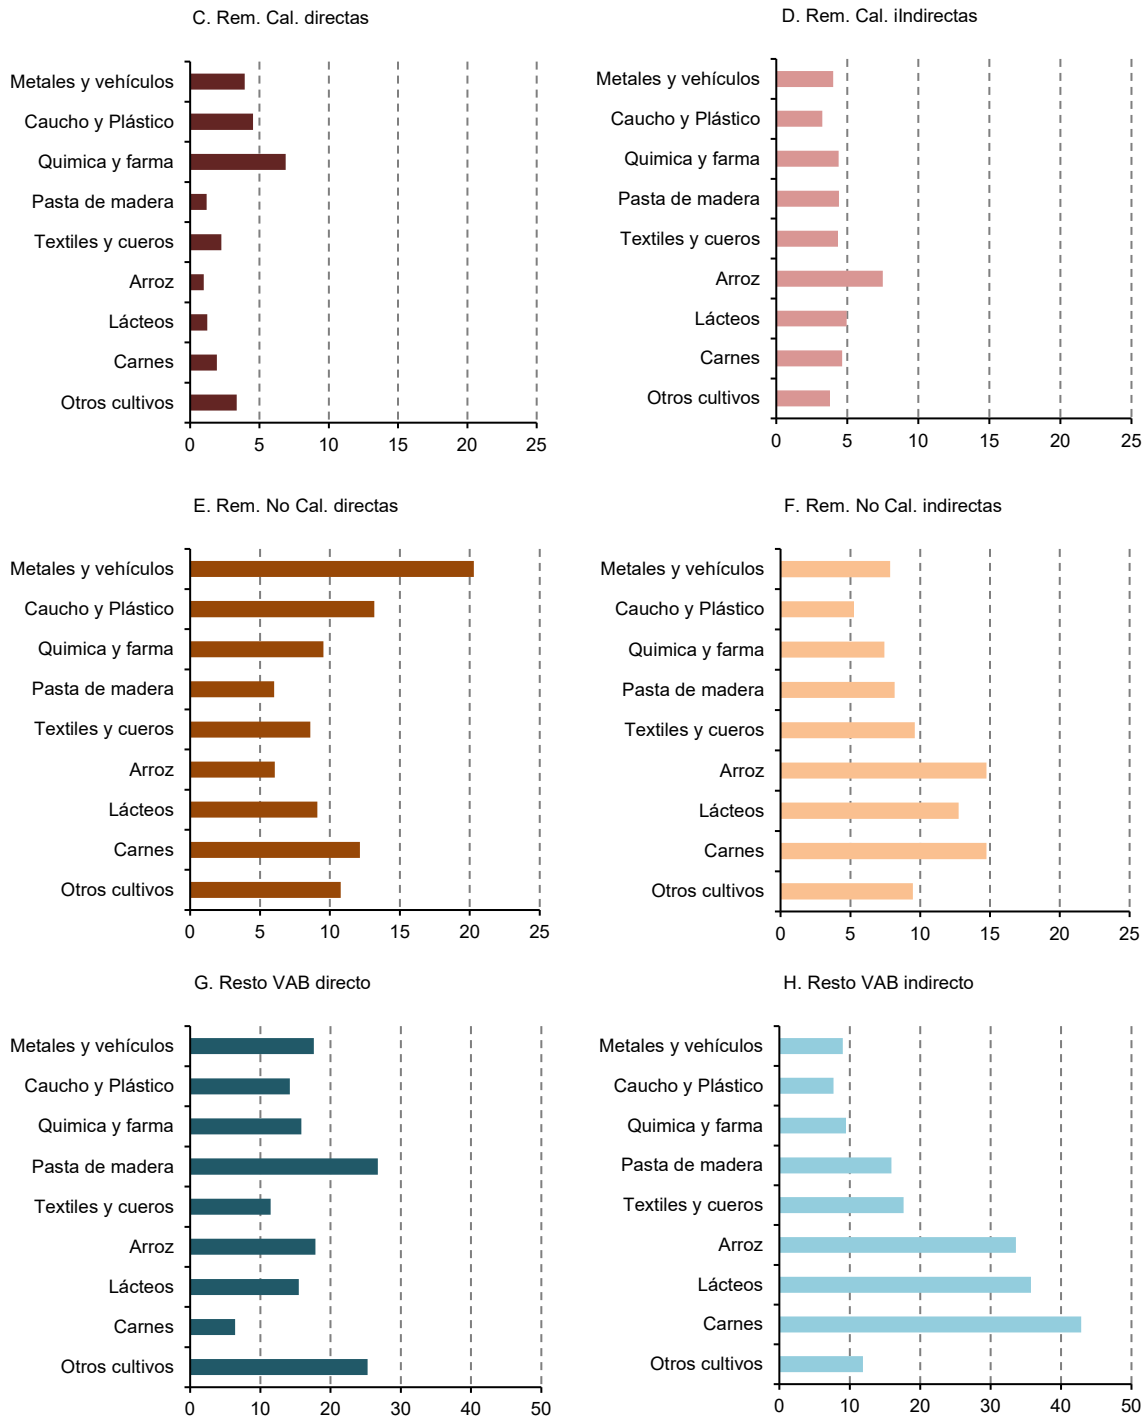 C. Rem. Cal. directas
Metales y vehículos
Caucho y Plástico
Quimica y farma
Pasta de madera
Textiles y cueros
Arroz
Lácteos
Carnes
Otros cultivos
0 5 10 15 20 25
D. Rem. Cal. iIndirectas
Metales y vehículos
Caucho y Plástico
Quimica y farma
Pasta de madera
Textiles y cueros
Arroz
Lácteos
Carnes
Otros cultivos
0 5 10 15 20 25
E. Rem. No Cal. directas
Metales y vehículos
Caucho y Plástico
Quimica y farma
Pasta de madera
Textiles y cueros
Arroz
Lácteos
Carnes
Otros cultivos
0 5 10 15 20 25
F. Rem. No Cal. indirectas
Metales y vehículos
Caucho y Plástico
Quimica y farma
Pasta de madera
Textiles y cueros
Arroz
Lácteos
Carnes
Otros cultivos
0 5 10 15 20 25
G. Resto VAB directo
Metales y vehículos
Caucho y Plástico
Quimica y farma
Pasta de madera
Textiles y cueros
Arroz
Lácteos
Carnes
Otros cultivos
0 10 20 30 40 50
H. Resto VAB indirecto
Metales y vehículos
Caucho y Plástico
Quimica y farma
Pasta de madera
Textiles y cueros
Arroz
Lácteos
Carnes
Otros cultivos
0 10 20 30 40 50